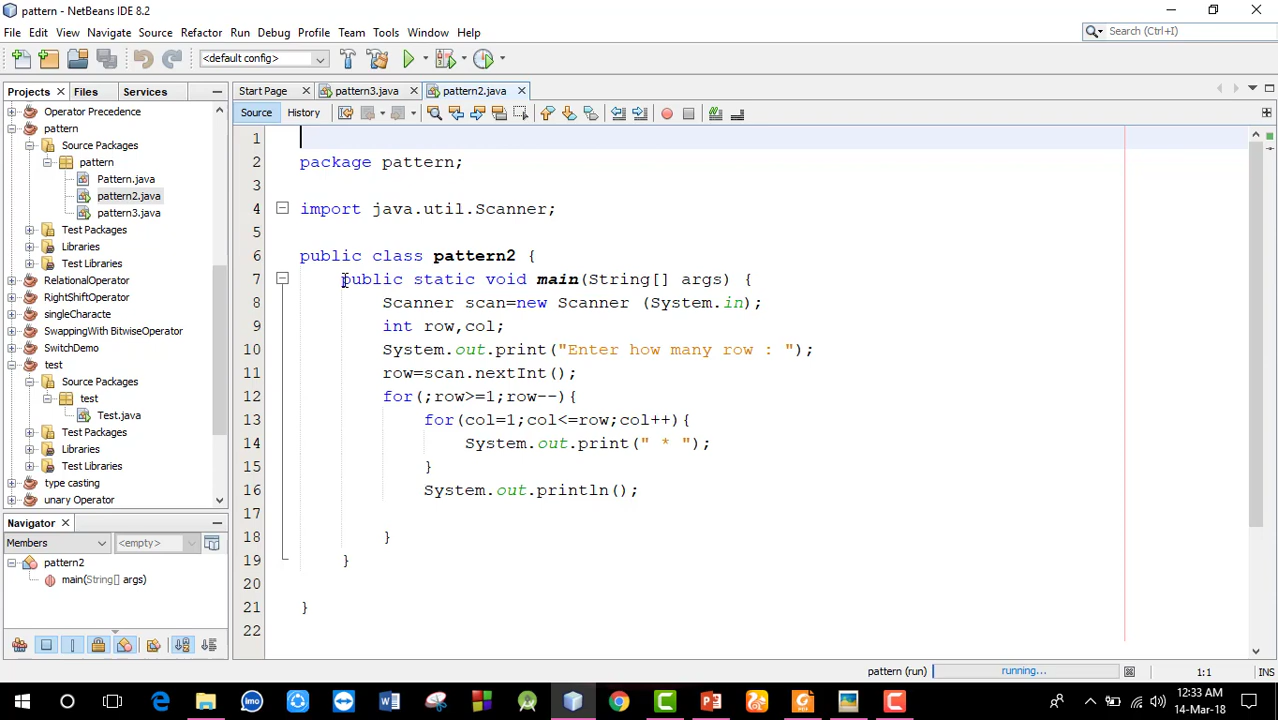 pattern - NetBeans IDE 8.2
File Edit View Navigate Source Refactor Run Debug Profile Team Tools Window Help
Search (Ctrl+I)
<default config>
Projects Files Services
Start Page pattern3.java pattern2.java
Source History
Operator Precedence
pattern
Source Packages
pattern
Pattern.java
pattern2.java
pattern3.java
Test Packages
Libraries
Test Libraries
RelationalOperator
RightShiftOperator
singleCharacte
SwappingWith BitwiseOperator
SwitchDemo
test
Source Packages
test
Test.java
Test Packages
Libraries
Test Libraries
type casting
unary Operator
Navigator
Members <empty>
pattern2
main(String[] args)
1
2 package pattern;
3
4 import java.util.Scanner;
5
6 public class pattern2 {
7 public static void main(String[] args) {
8 Scanner scan=new Scanner (System.in);
9 int row,col;
10 System.out.print("Enter how many row : ");
11 row=scan.nextInt();
12 for(;row>=1;row--){
13 for(col=1;col<=row;col++){
14 System.out.print(" * ");
15 }
16 System.out.println();
17
18 }
19 }
20
21 }
22
pattern (run) running... 1:1 INS
12:33 AM
14-Mar-18